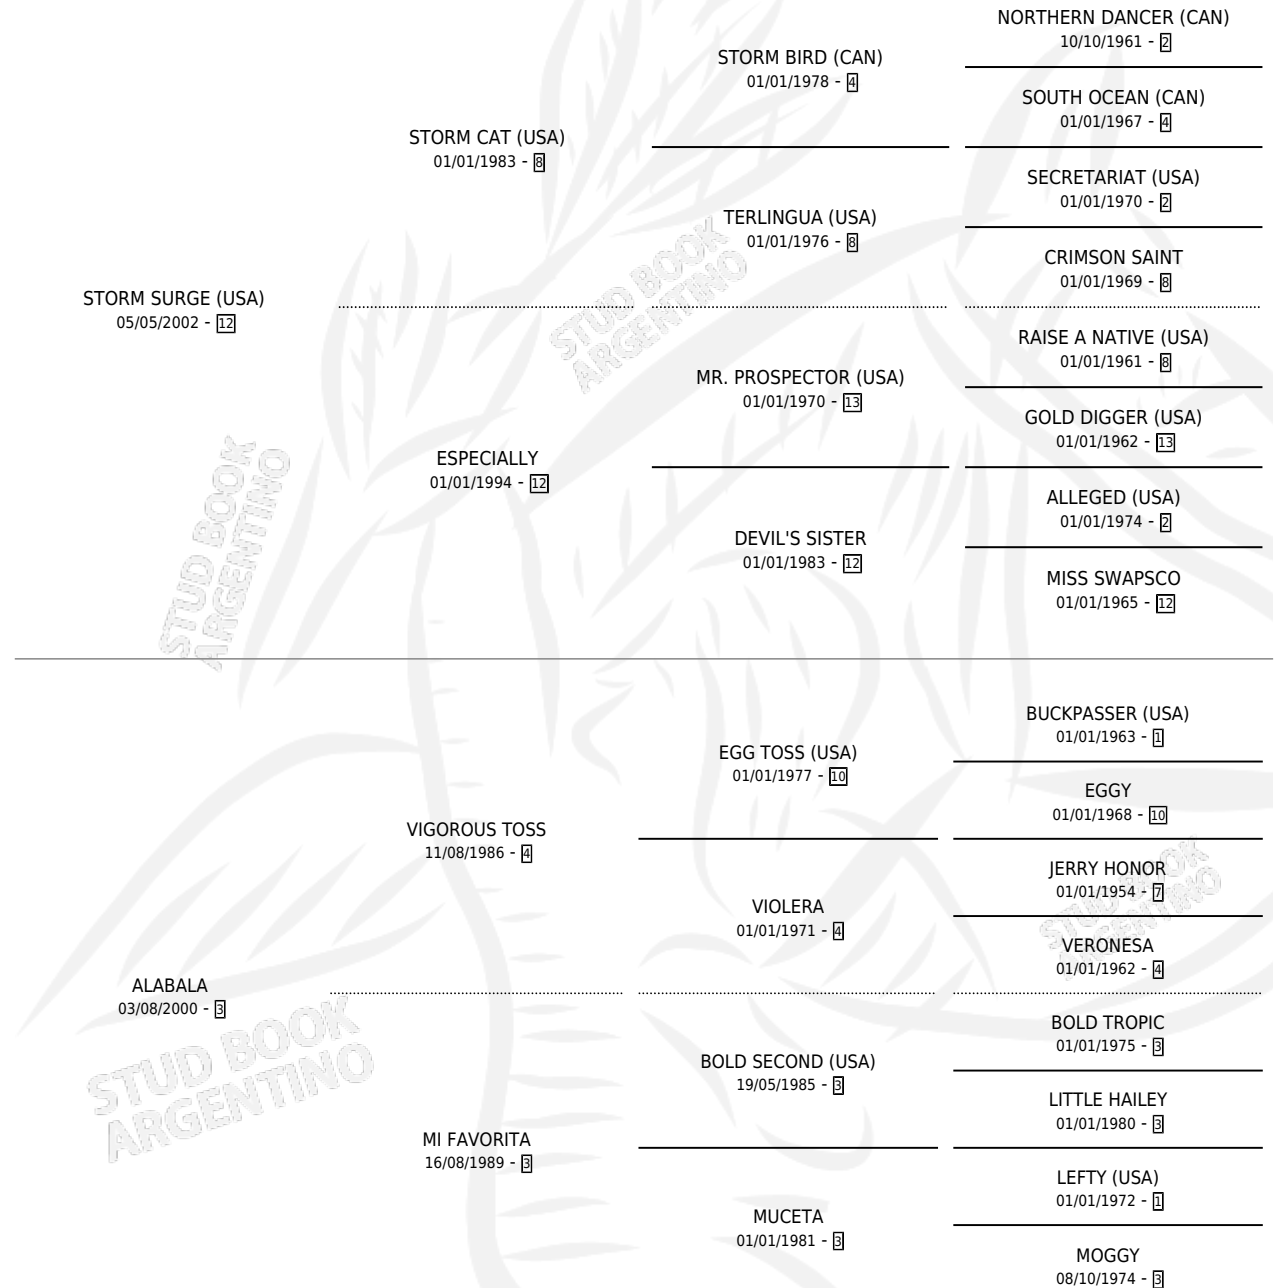 NORTHERN DANCER (CAN)
10/10/1961 - 2
STORM BIRD (CAN)
01/01/1978 - 4
SOUTH OCEAN (CAN)
01/01/1967 - 4
STORM CAT (USA)
01/01/1983 - 8
SECRETARIAT (USA)
01/01/1970 - 2
TERLINGUA (USA)
01/01/1976 - 8
CRIMSON SAINT
01/01/1969 - 8
STORM SURGE (USA)
05/05/2002 - 12
STUD BOOK
ARGENTINO
RAISE A NATIVE (USA)
01/01/1961 - 8
MR. PROSPECTOR (USA)
01/01/1970 - 13
GOLD DIGGER (USA)
01/01/1962 - 13
ESPECIALLY
01/01/1994 - 12
ALLEGED (USA)
01/01/1974 - 2
DEVIL'S SISTER
01/01/1983 - 12
MISS SWAPSCO
01/01/1965 - 12
STUD BOOK
ARGENTINO
BUCKPASSER (USA)
01/01/1963 - 1
EGG TOSS (USA)
01/01/1977 - 10
EGGY
01/01/1968 - 10
VIGOROUS TOSS
11/08/1986 - 4
JERRY HONOR
01/01/1954 - 7
VIOLERA
01/01/1971 - 4
VERONESA
01/01/1962 - 4
STUD BOOK
ARGENTINO
ALABALA
03/08/2000 - 3
BOLD TROPIC
01/01/1975 - 3
BOLD SECOND (USA)
19/05/1985 - 3
LITTLE HAILEY
01/01/1980 - 3
STUD BOOK
ARGENTINO
MI FAVORITA
16/08/1989 - 3
LEFTY (USA)
01/01/1972 - 1
MUCETA
01/01/1981 - 3
MOGGY
08/10/1974 - 3